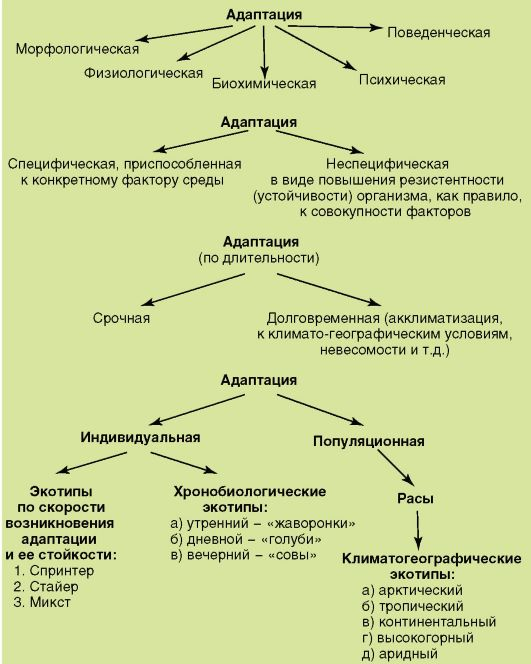 Адаптация
Морфологическая
Физиологическая
Биохимическая
Психическая
Поведенческая
Адаптация
Специфическая, приспособленная
к конкретному фактору среды
Неспецифическая
в виде повышения резистентности
(устойчивости) организма, как правило,
к совокупности факторов
Адаптация
(по длительности)
Срочная
Долговременная (акклиматизация,
к климато-географическим условиям,
невесомости и т.д.)
Адаптация
Индивидуальная
Популяционная
Экотипы
по скорости
возникновения
адаптации
и ее стойкости:
1. Спринтер
2. Стайер
3. Микст
Хронобиологические
экотипы:
а) утренний – «жаворонки»
б) дневной – «голуби»
в) вечерний – «совы»
Расы
Климатогеографические
экотипы:
а) арктический
б) тропический
в) континентальный
г) высокогорный
д) аридный